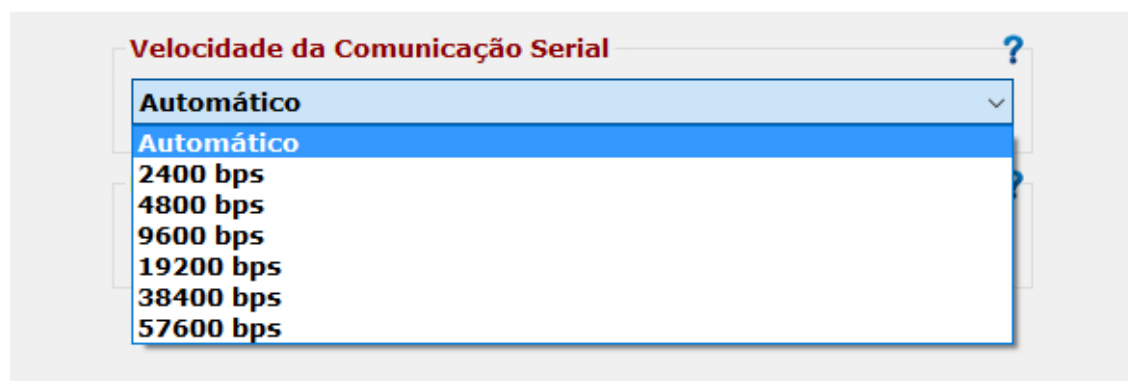 Velocidade da Comunicação Serial ?
Automático
Automático
2400 bps
4800 bps
9600 bps
19200 bps
38400 bps
57600 bps